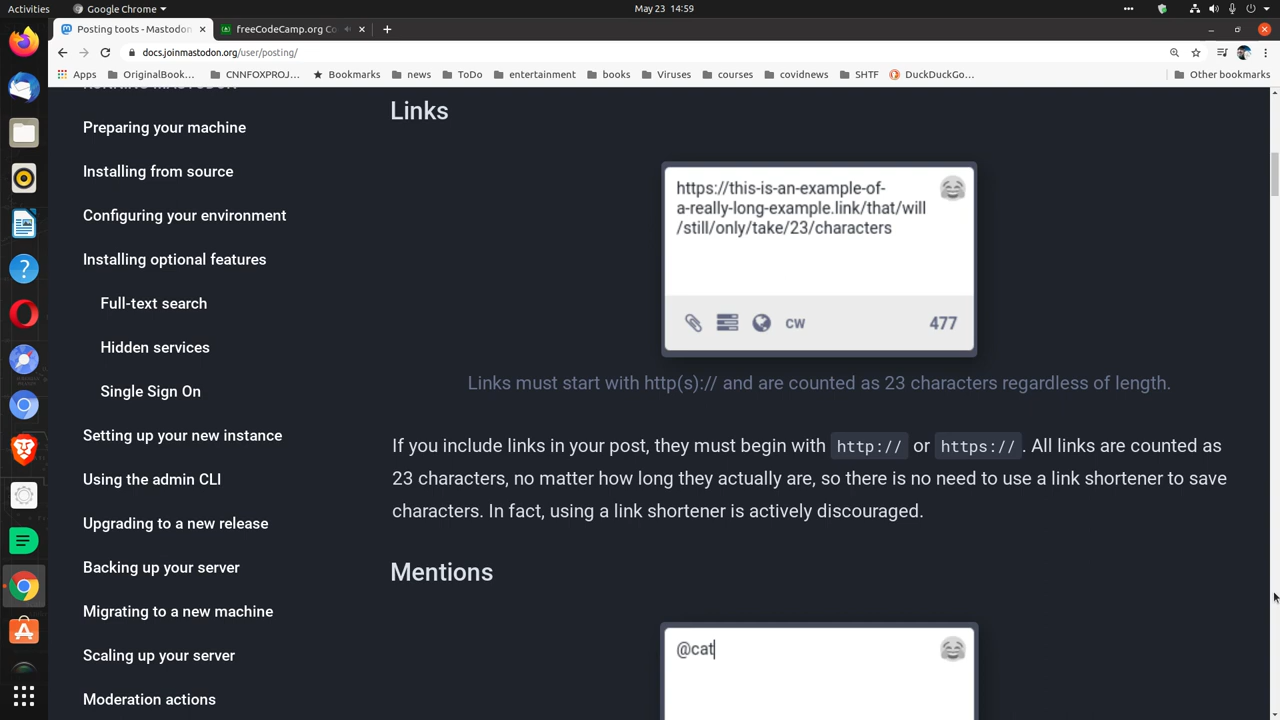 Activities
Google Chrome
May 23 14:59
Posting toots - Mastodon
freeCodeCamp.org Co
docs.joinmastodon.org/user/posting/
Apps
OriginalBook...
CNNFOXPROJ...
Bookmarks
news
ToDo
entertainment
books
Viruses
courses
covidnews
SHTF
DuckDuckGo...
Other bookmarks
RUNNING MASTODON
Preparing your machine
Installing from source
Configuring your environment
Installing optional features
Full-text search
Hidden services
Single Sign On
Setting up your new instance
Using the admin CLI
Upgrading to a new release
Backing up your server
Migrating to a new machine
Scaling up your server
Moderation actions
Links
https://this-is-an-example-of-
a-really-long-example.link/that/will
/still/only/take/23/characters
CW
477
Links must start with http(s):// and are counted as 23 characters regardless of length.
If you include links in your post, they must begin with http:// or https://. All links are counted as
23 characters, no matter how long they actually are, so there is no need to use a link shortener to save
characters. In fact, using a link shortener is actively discouraged.
Mentions
@cat